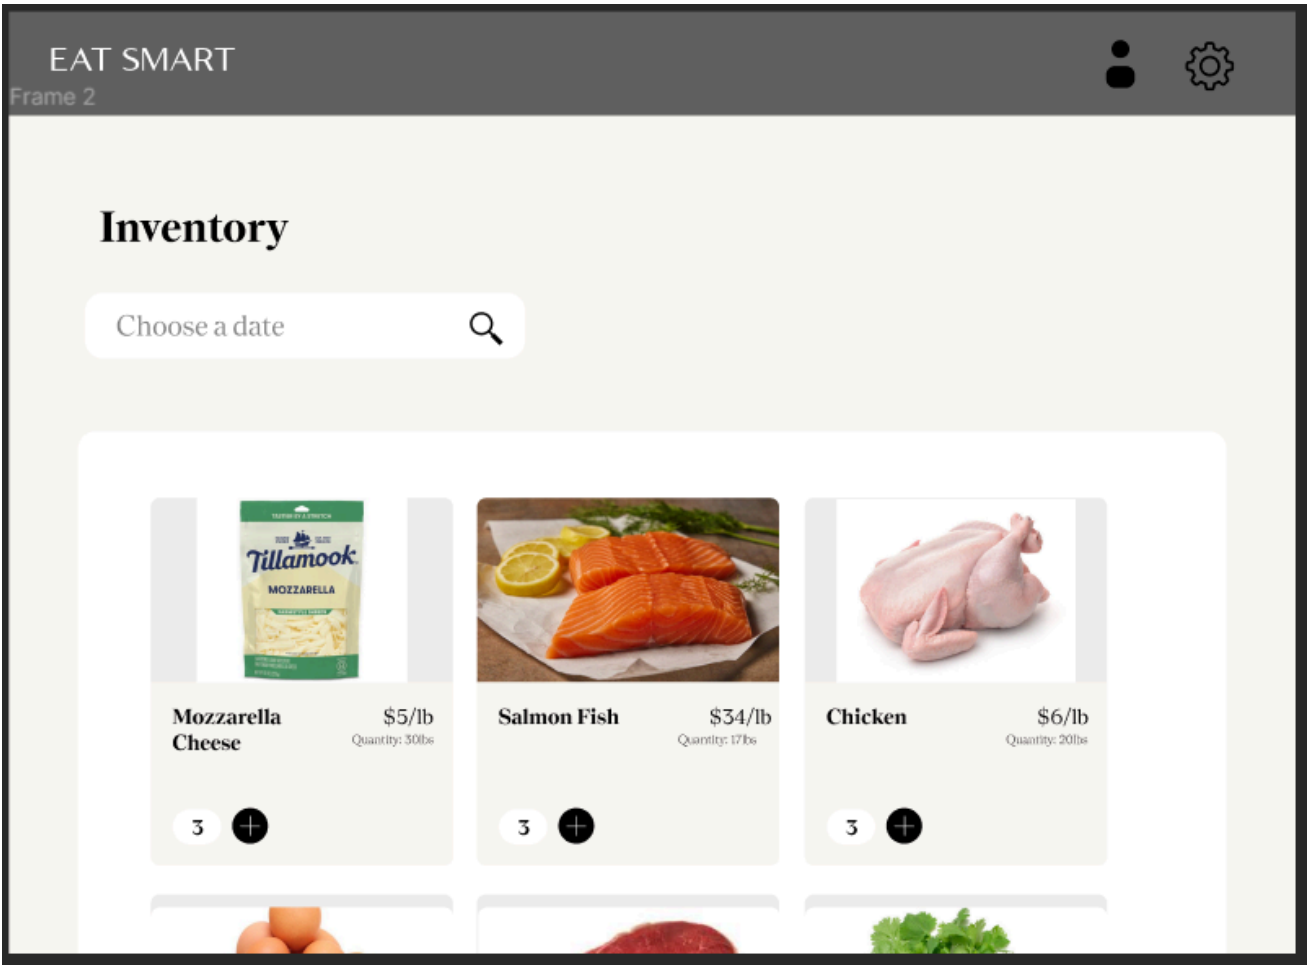 EAT SMART
Frame 2
Inventory
Choose a date
Tillamook
MOZZARELLA
Mozzarella
Cheese
$5/lb
Quantity: 30lbs
Salmon Fish
$34/lb
Quantity: 17lbs
Chicken
$6/lb
Quantity: 20lbs
3
3
3